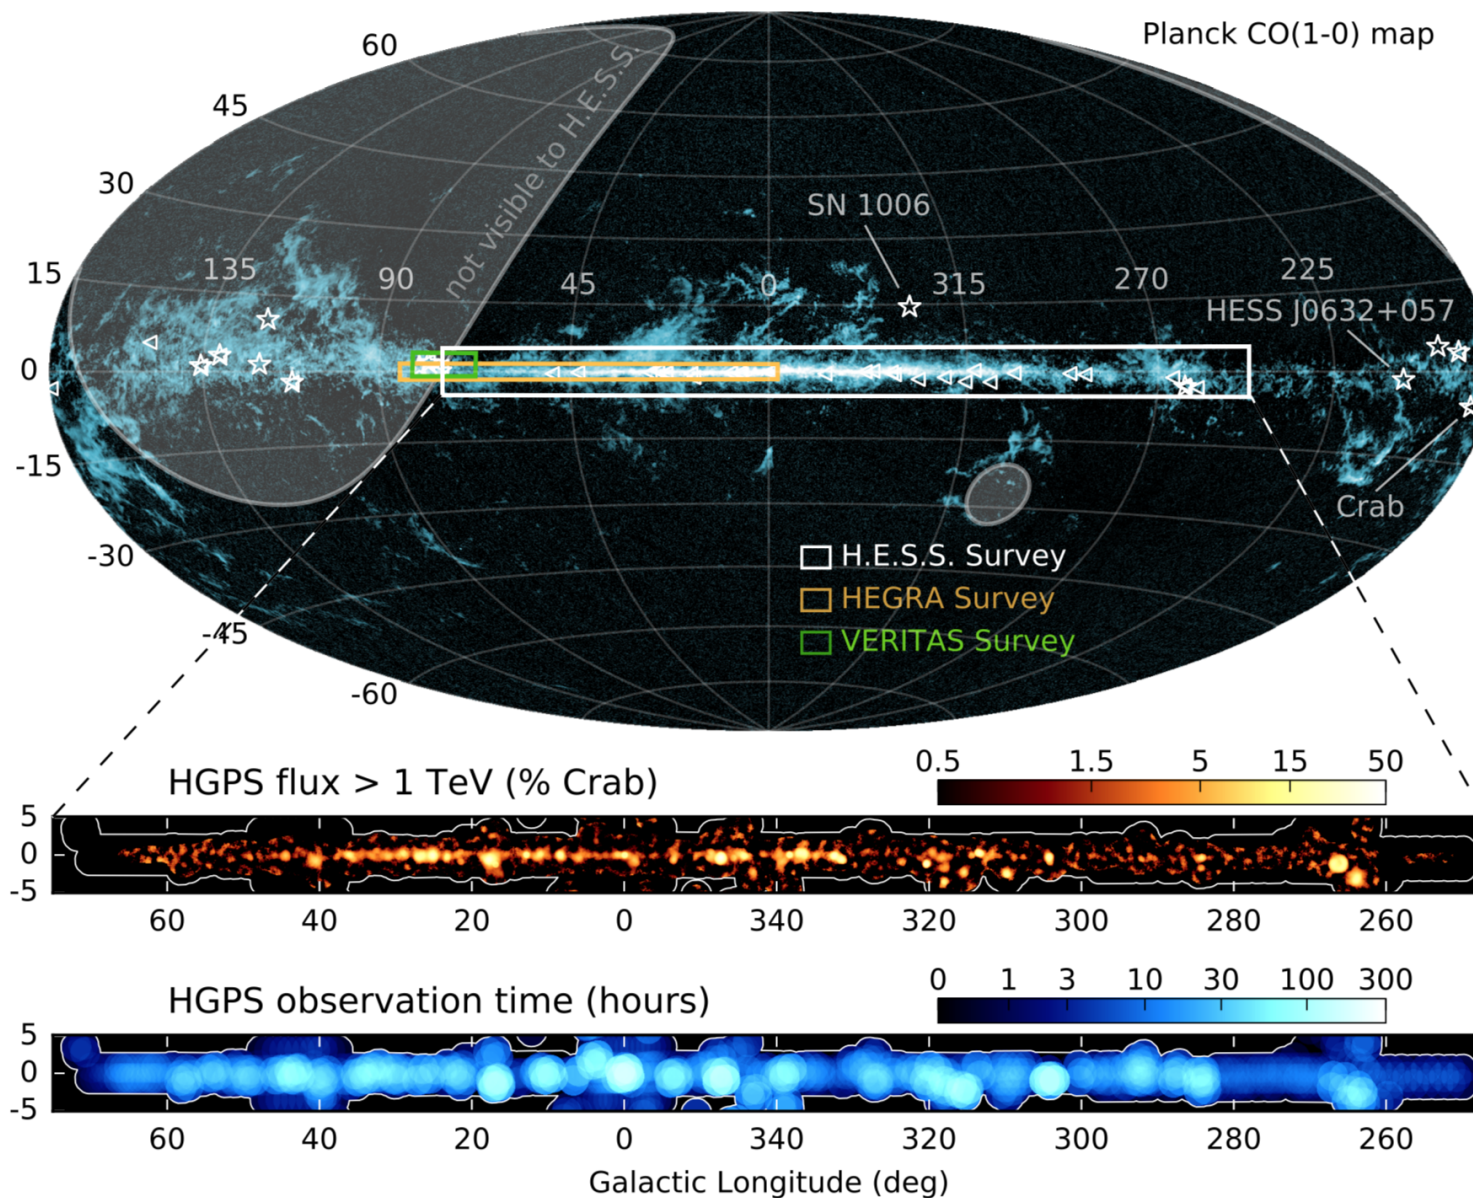 Planck CO(1-0) map
60
45
30
15
0
-15
-30
-45
-60
not visible to H.E.S.S.
SN 1006
135
90
45
0
315
270
225
HESS J0632+057
Crab
H.E.S.S. Survey
HEGRA Survey
VERITAS Survey
HGPS flux > 1 TeV (% Crab)
0.5 1.5 5 15 50
5
0
-5
60 40 20 0 340 320 300 280 260
HGPS observation time (hours)
0 1 3 10 30 100 300
5
0
-5
60 40 20 0 340 320 300 280 260
Galactic Longitude (deg)